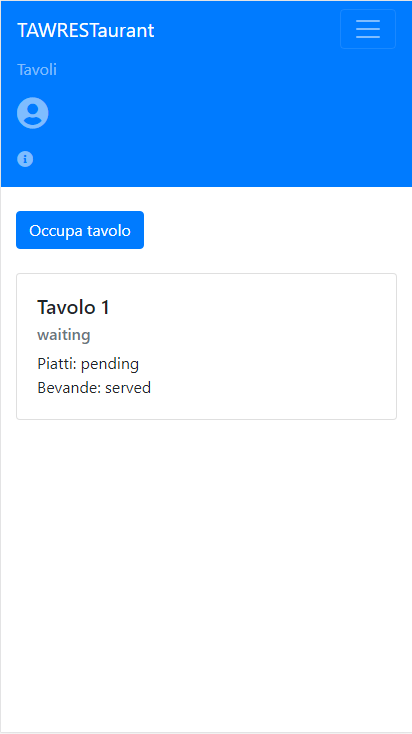 TAWRESTaurant
Tavoli
Occupa tavolo
Tavolo 1
waiting
Piatti: pending
Bevande: served